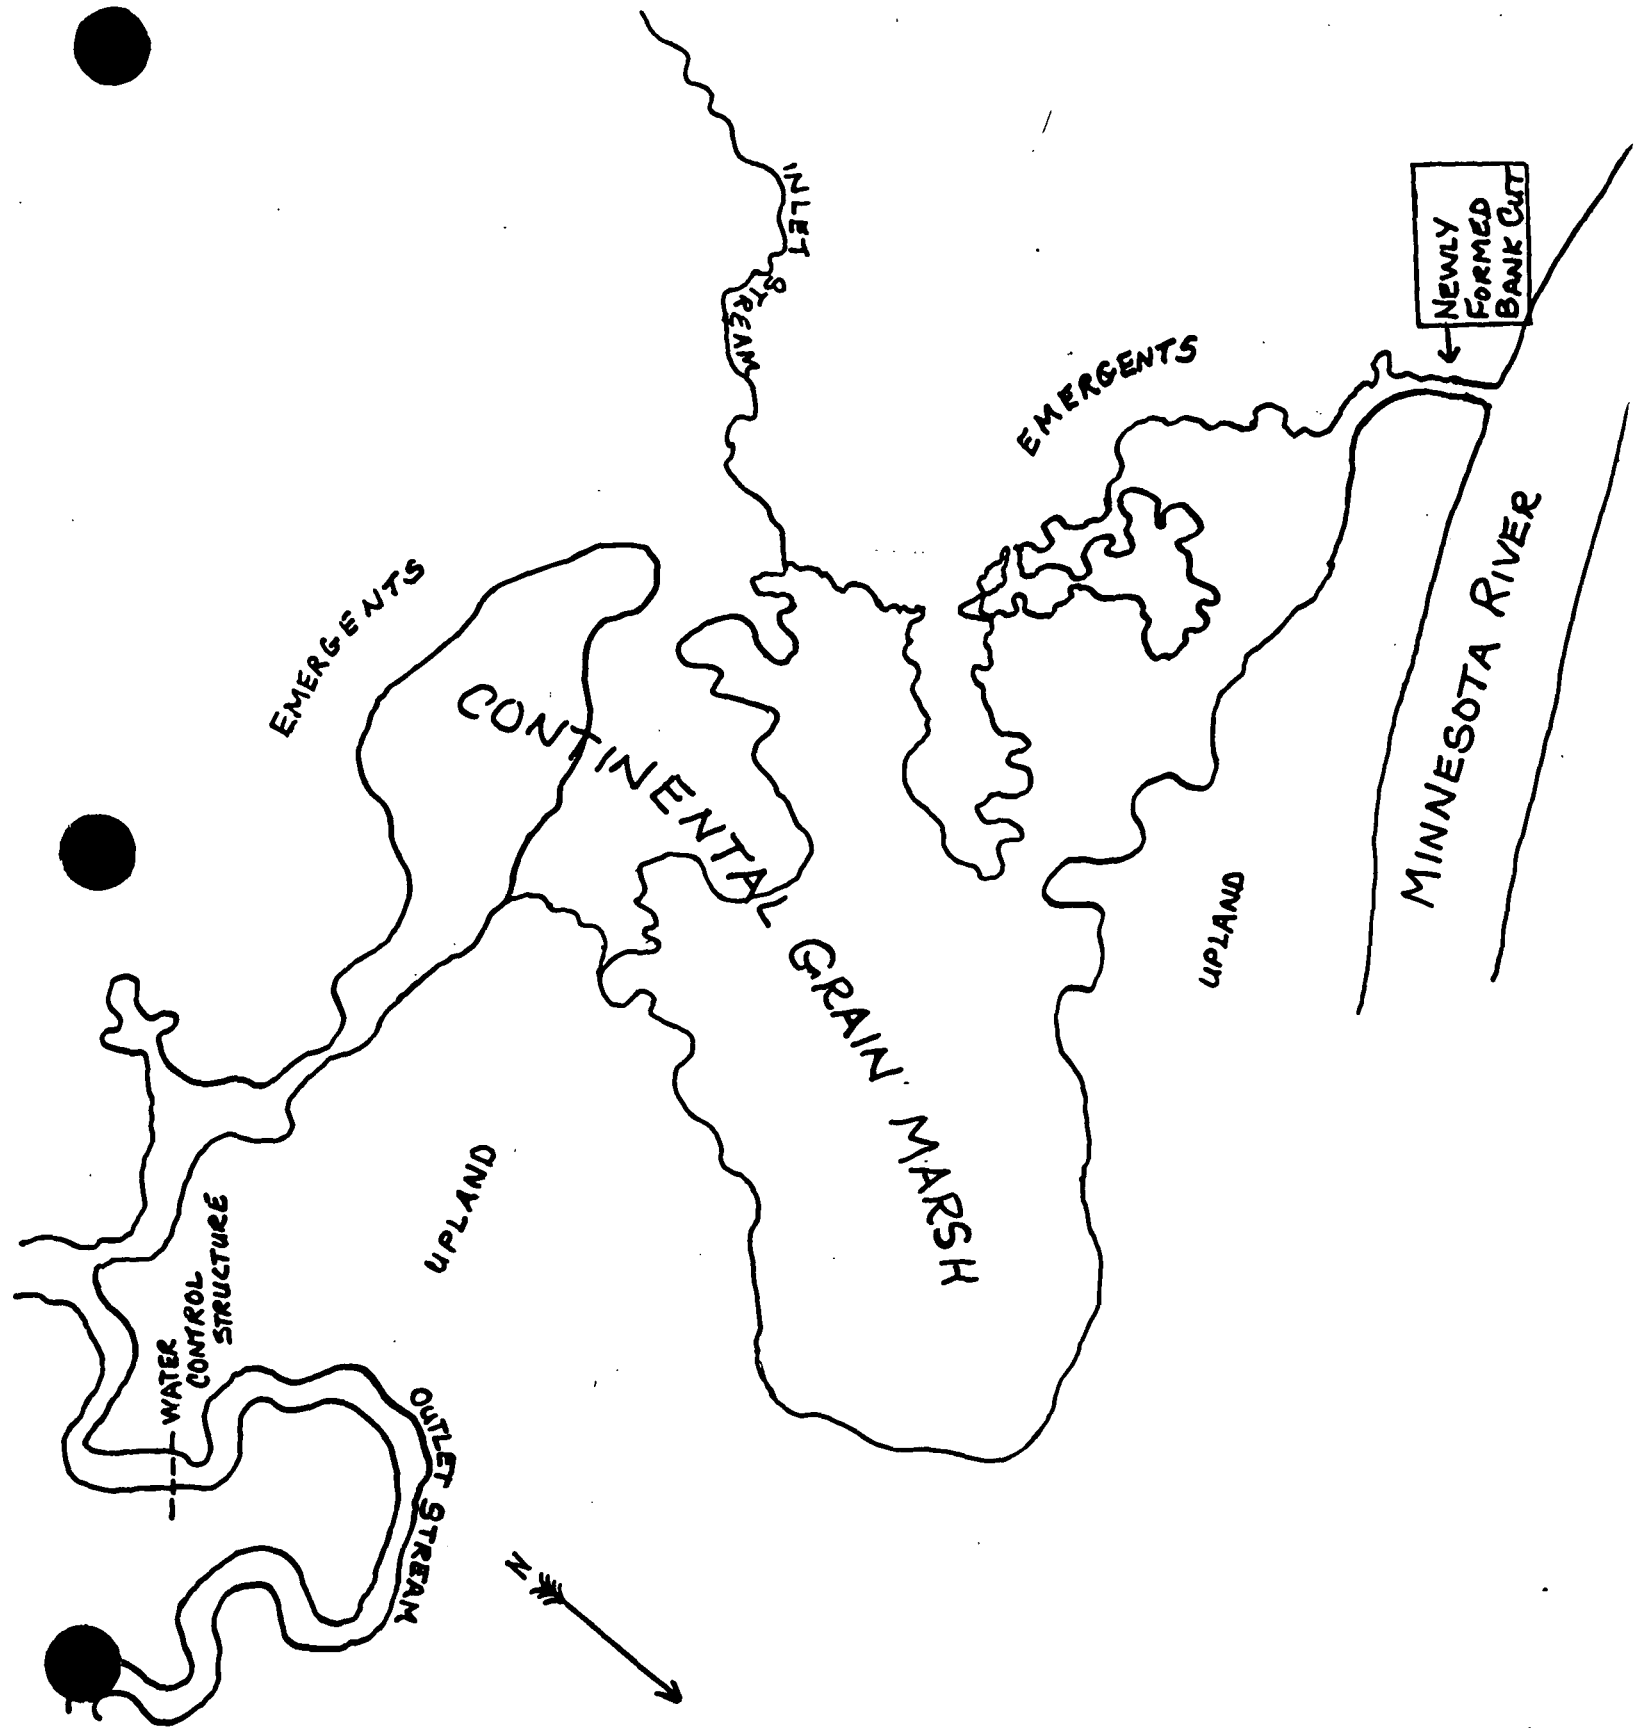 INLET STREAM
NEWLY
FORMED
BANK CUT
EMERGENTS
EMERGENTS
MINNESOTA RIVER
CONTINENTAL GRAIN MARSH
UPLAND
UPLAND
WATER
CONTROL
STRUCTURE
OUTLET STREAM
N